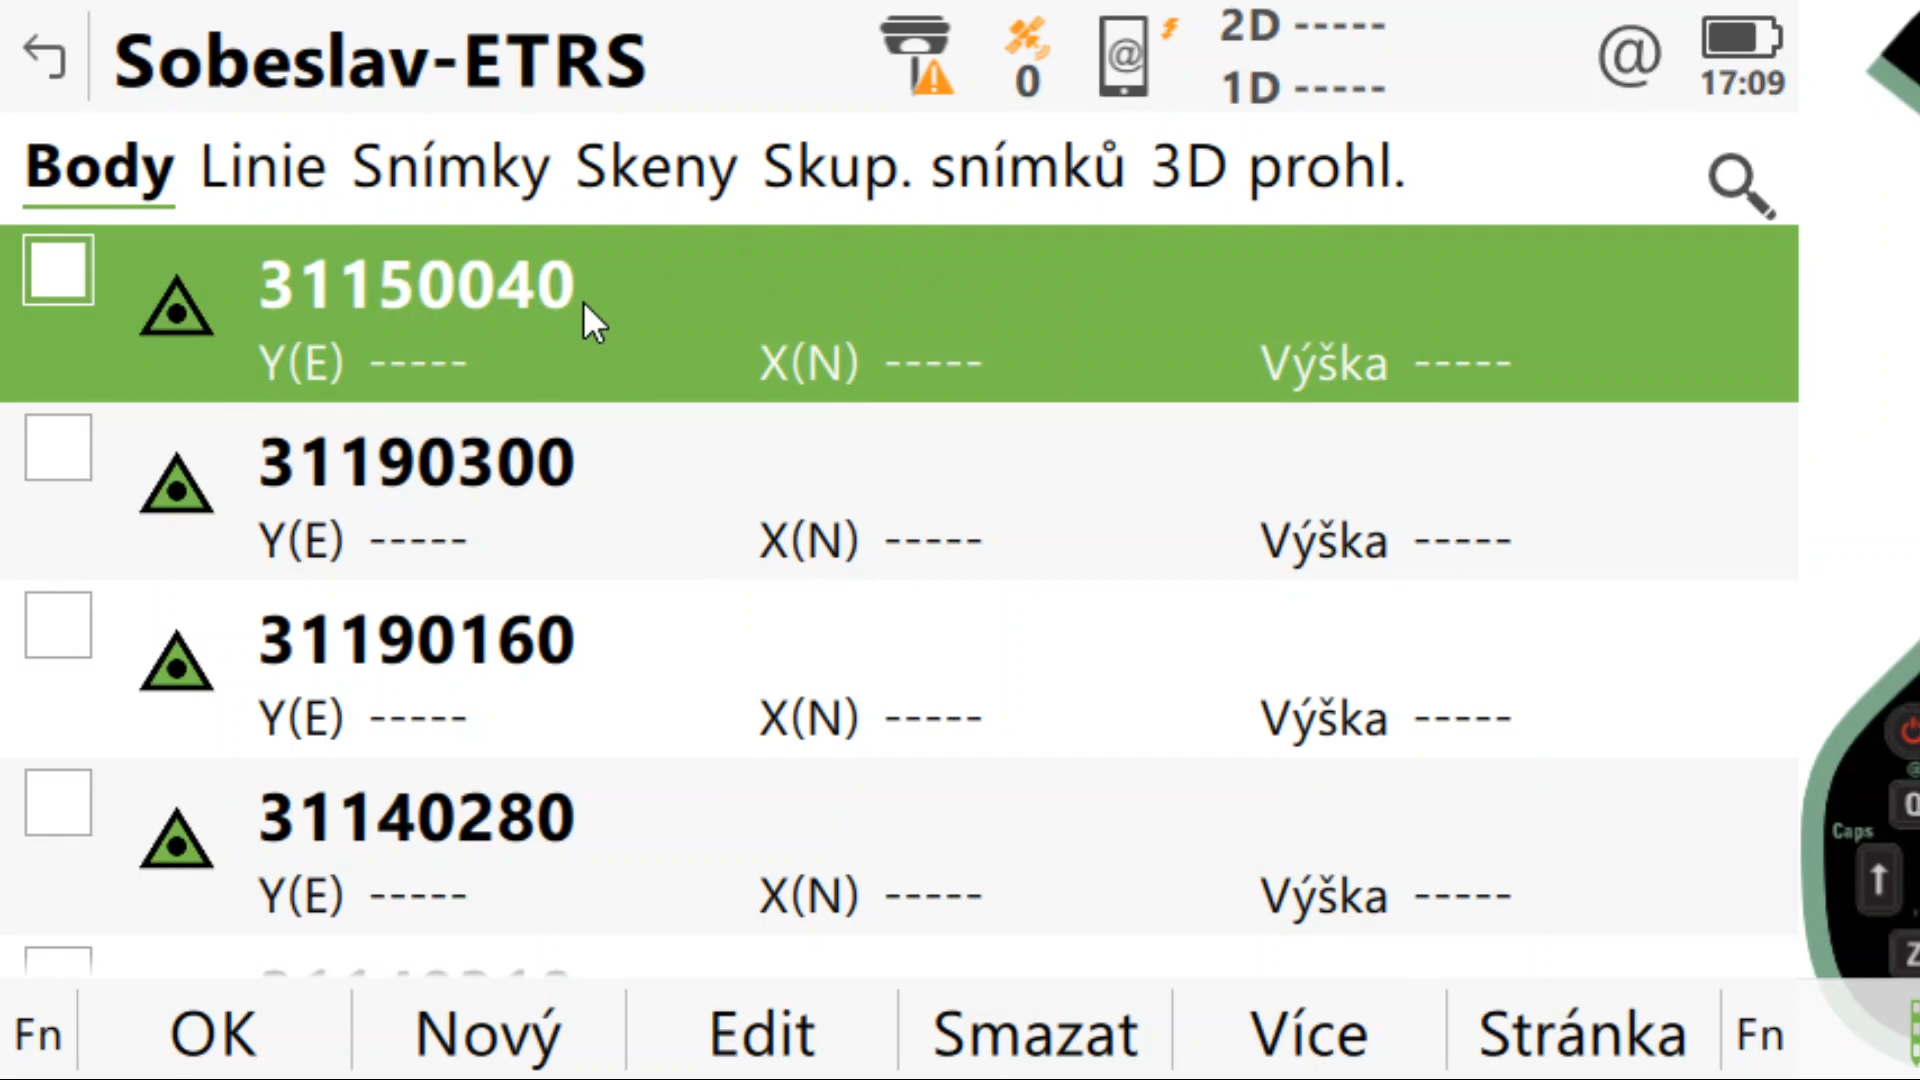 Sobeslav-ETRS
0
@
2D -----
1D -----
@
17:09
Body Linie Snímky Skeny Skup. snímků 3D prohl.
31150040
Y(E) ----- X(N) ----- Výška -----
31190300
Y(E) ----- X(N) ----- Výška -----
31190160
Y(E) ----- X(N) ----- Výška -----
31140280
Y(E) ----- X(N) ----- Výška -----
Caps
Fn OK Nový Edit Smazat Více Stránka Fn